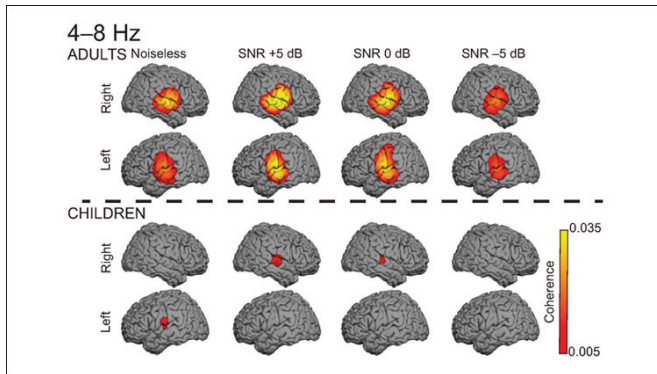 4–8 Hz
ADULTS Noiseless SNR +5 dB SNR 0 dB SNR –5 dB
Right
Left
CHILDREN
Right
Left
Coherence
0.035
0.005